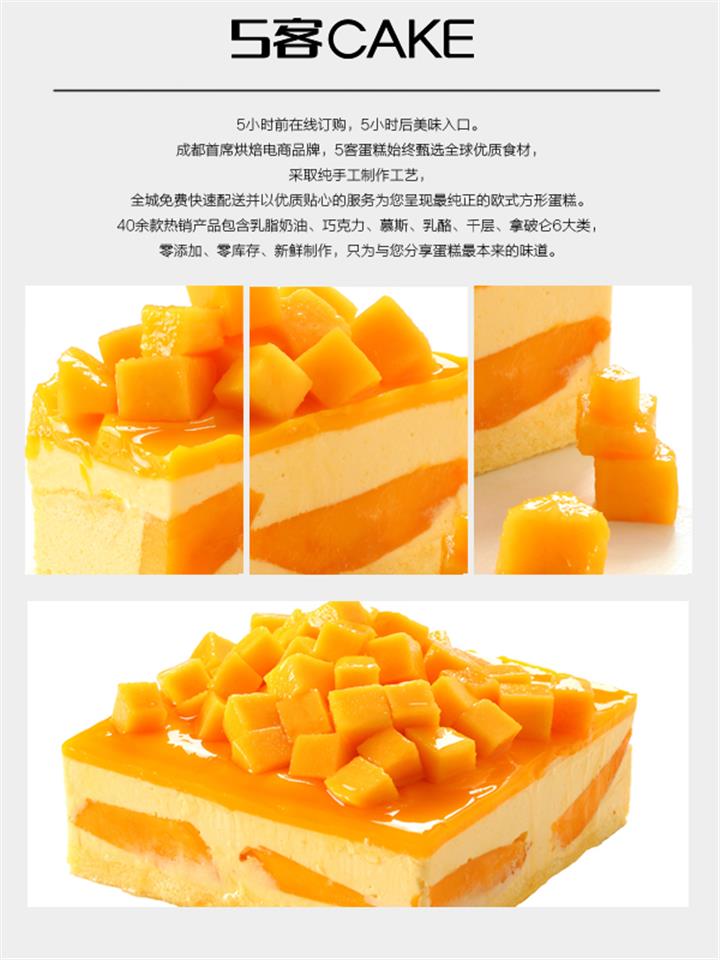 5客CAKE
5小时前在线订购，5小时后美味入口。
成都首席烘焙电商品牌，5客蛋糕始终甄选全球优质食材，
采取纯手工制作工艺，
全城免费快速配送并以优质贴心的服务为您呈现最纯正的欧式方形蛋糕。
40余款热销产品包含乳脂奶油、巧克力、慕斯、乳酪、千层、拿破仑6大类，
零添加、零库存、新鲜制作，只为与您分享蛋糕最本来的味道。